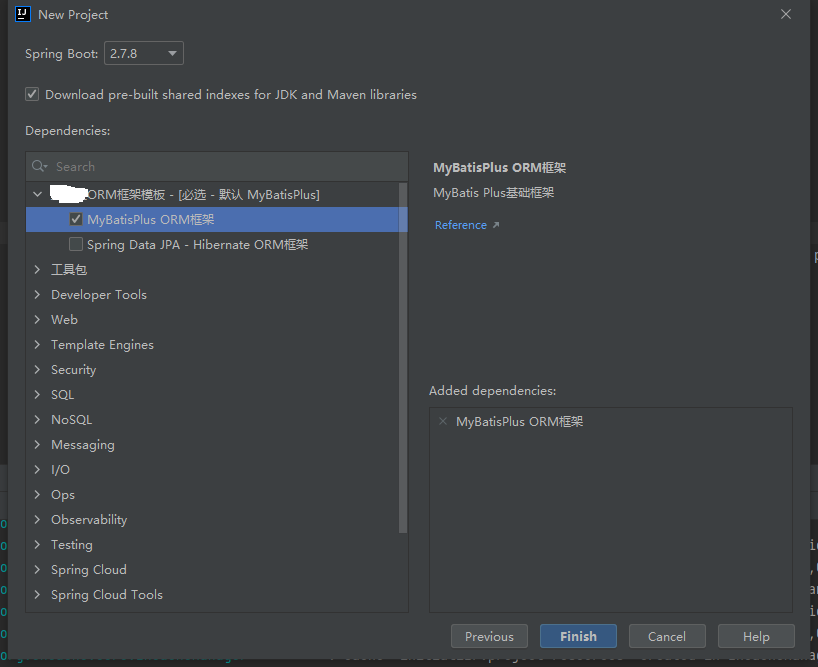 New Project
Spring Boot: 2.7.8
Download pre-built shared indexes for JDK and Maven libraries
Dependencies:
Search
ORM框架模板 - [必选 - 默认 MyBatisPlus]
MyBatisPlus ORM框架
Spring Data JPA - Hibernate ORM框架
工具包
Developer Tools
Web
Template Engines
Security
SQL
NoSQL
Messaging
I/O
Ops
Observability
Testing
Spring Cloud
Spring Cloud Tools
MyBatisPlus ORM框架
MyBatis Plus基础框架
Reference ↗
Added dependencies:
MyBatisPlus ORM框架
Previous
Finish
Cancel
Help